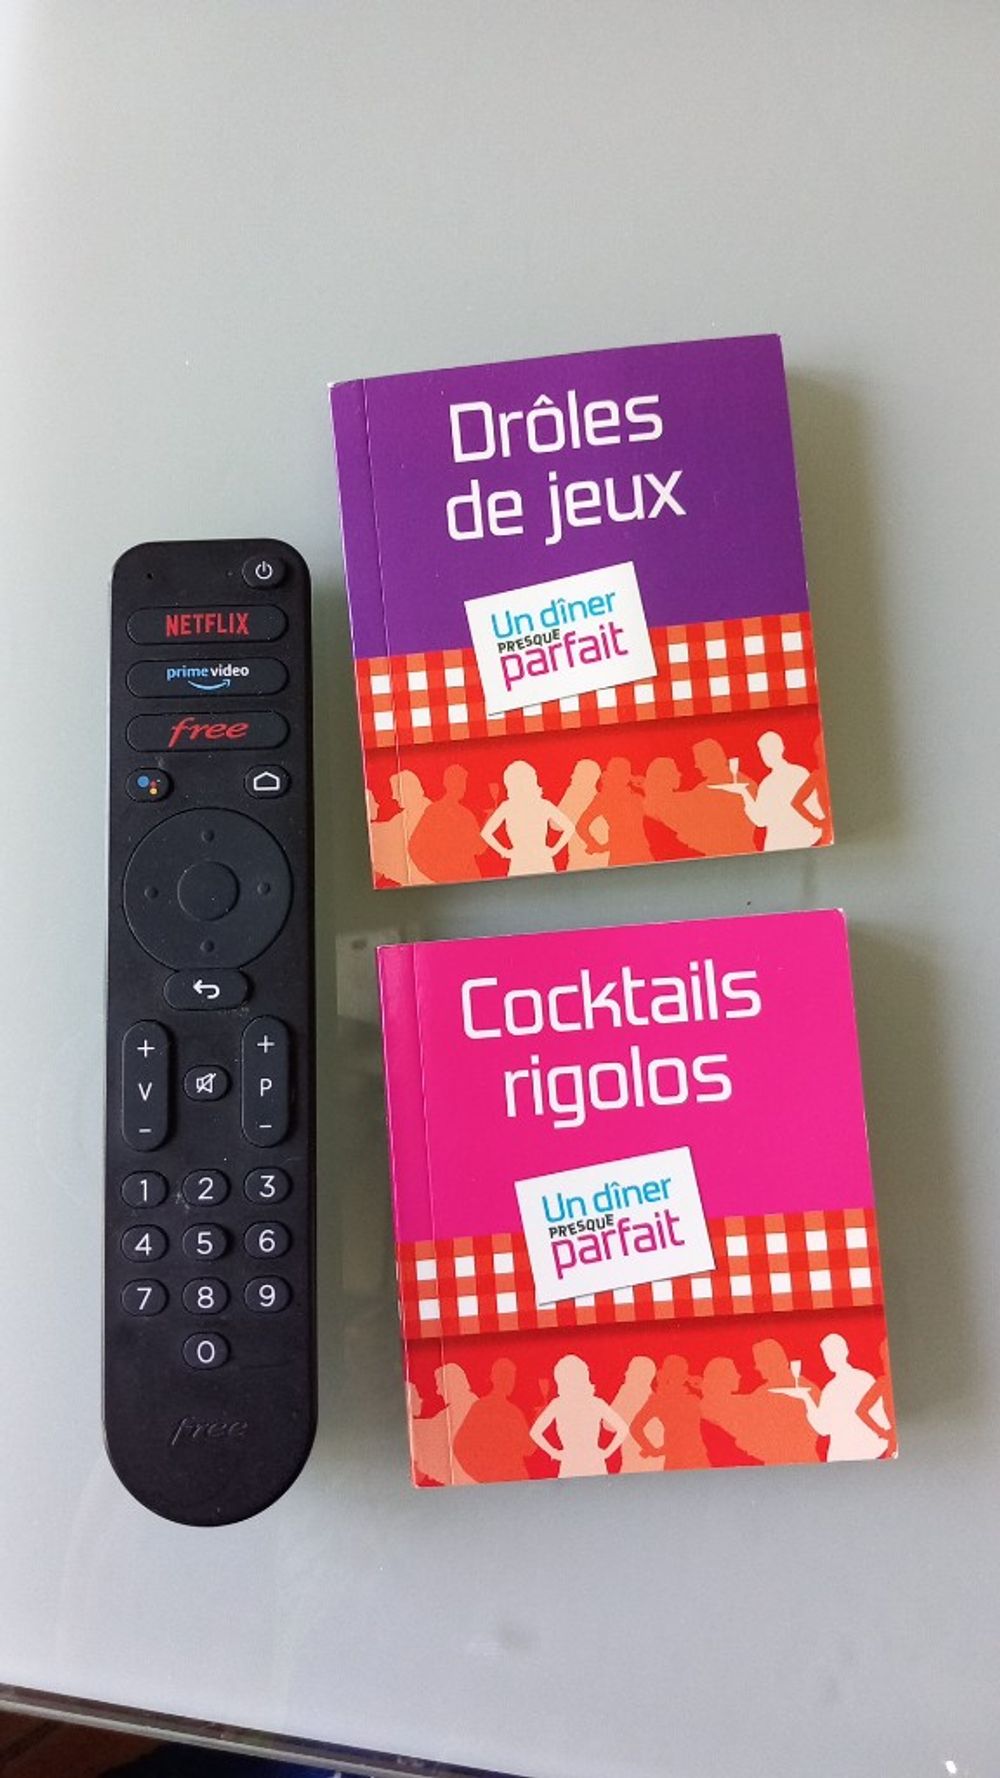 NETFLIX
prime video
free
+
V
-
+
P
-
1 2 3
4 5 6
7 8 9
0
free
Drôles
de jeux
Un dîner
PRESQUE
parfait
Cocktails
rigolos
Un dîner
PRESQUE
parfait